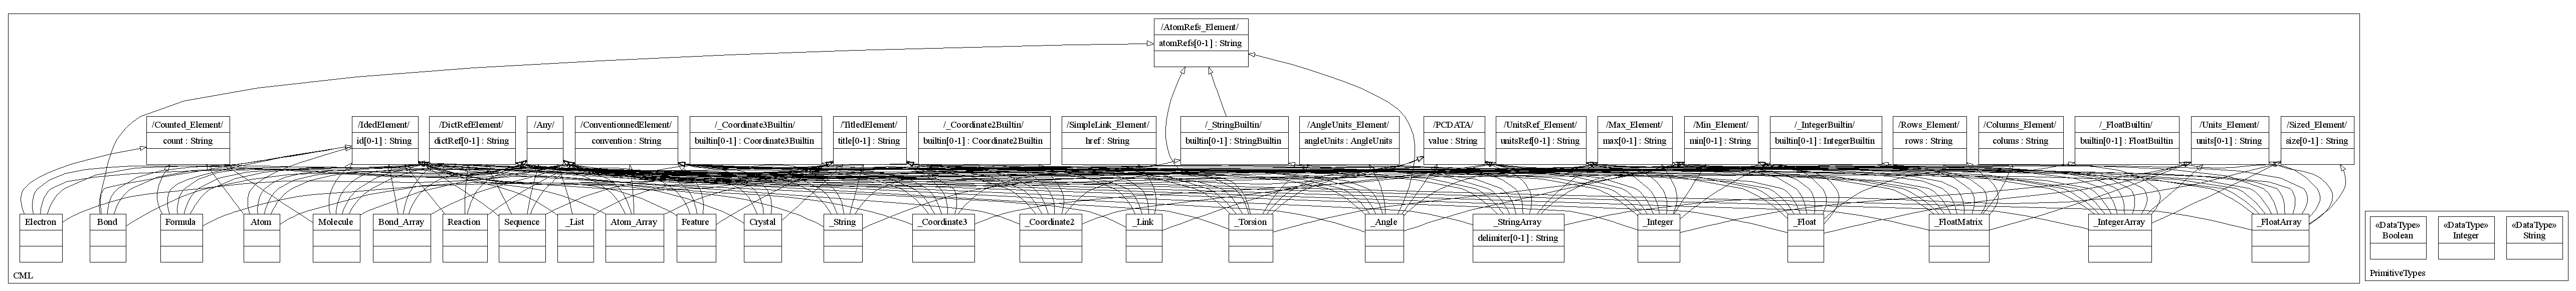 /AtomRefs_Element/
atomRefs[0-1] : String
/Counted_Element/
count : String
/IdedElement/
id[0-1] : String
/DictRefElement/
dictRef[0-1] : String
/Any/
/ConventionnedElement/
convention : String
/_Coordinate3Builtin/
builtin[0-1] : Coordinate3Builtin
/TitledElement/
title[0-1] : String
/_Coordinate2Builtin/
builtin[0-1] : Coordinate2Builtin
/SimpleLink_Element/
href : String
/_StringBuiltin/
builtin[0-1] : StringBuiltin
/AngleUnits_Element/
angleUnits : AngleUnits
/PCDATA/
value : String
/UnitsRef_Element/
unitsRef[0-1] : String
/Max_Element/
max[0-1] : String
/Min_Element/
min[0-1] : String
/_IntegerBuiltin/
builtin[0-1] : IntegerBuiltin
/Rows_Element/
rows : String
/Columns_Element/
colums : String
/_FloatBuiltin/
builtin[0-1] : FloatBuiltin
/Units_Element/
units[0-1] : String
/Sized_Element/
size[0-1] : String
Electron
Bond
Formula
Atom
Molecule
Bond_Array
Reaction
Sequence
_List
Atom_Array
Feature
Crystal
_String
_Coordinate3
_Coordinate2
_Link
_Torsion
_Angle
_StringArray
delimiter[0-1] : String
_Integer
_Float
_FloatMatrix
_IntegerArray
_FloatArray
CML
«DataType»
Boolean
«DataType»
Integer
«DataType»
String
PrimitiveTypes